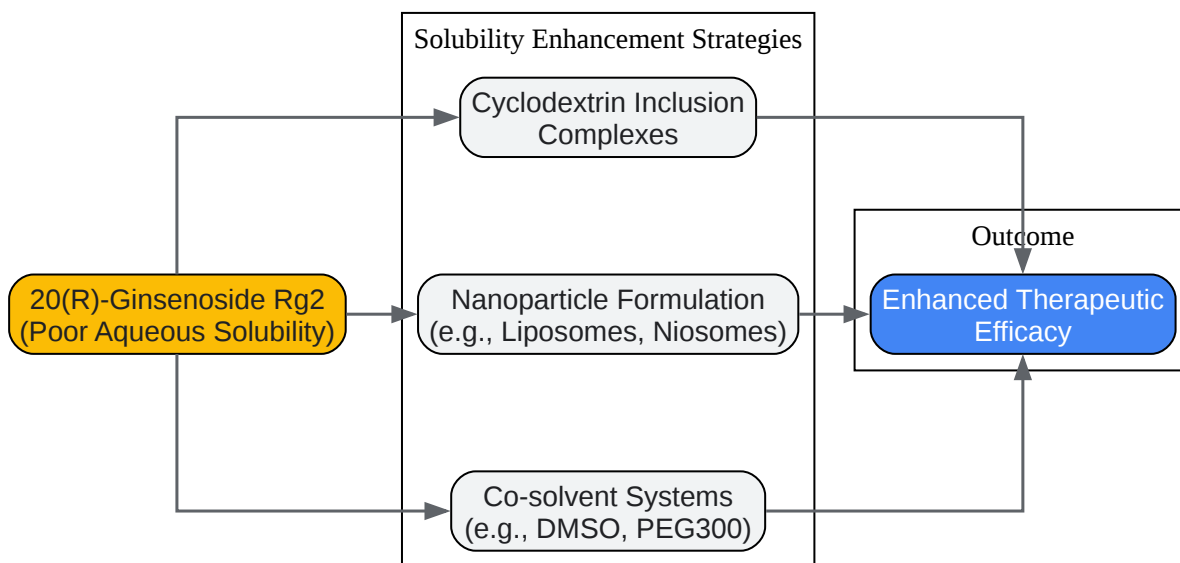 Solubility Enhancement Strategies
Cyclodextrin Inclusion
Complexes
Outcome
20(R)-Ginsenoside Rg2
(Poor Aqueous Solubility)
Nanoparticle Formulation
(e.g., Liposomes, Niosomes)
Enhanced Therapeutic
Efficacy
Co-solvent Systems
(e.g., DMSO, PEG300)